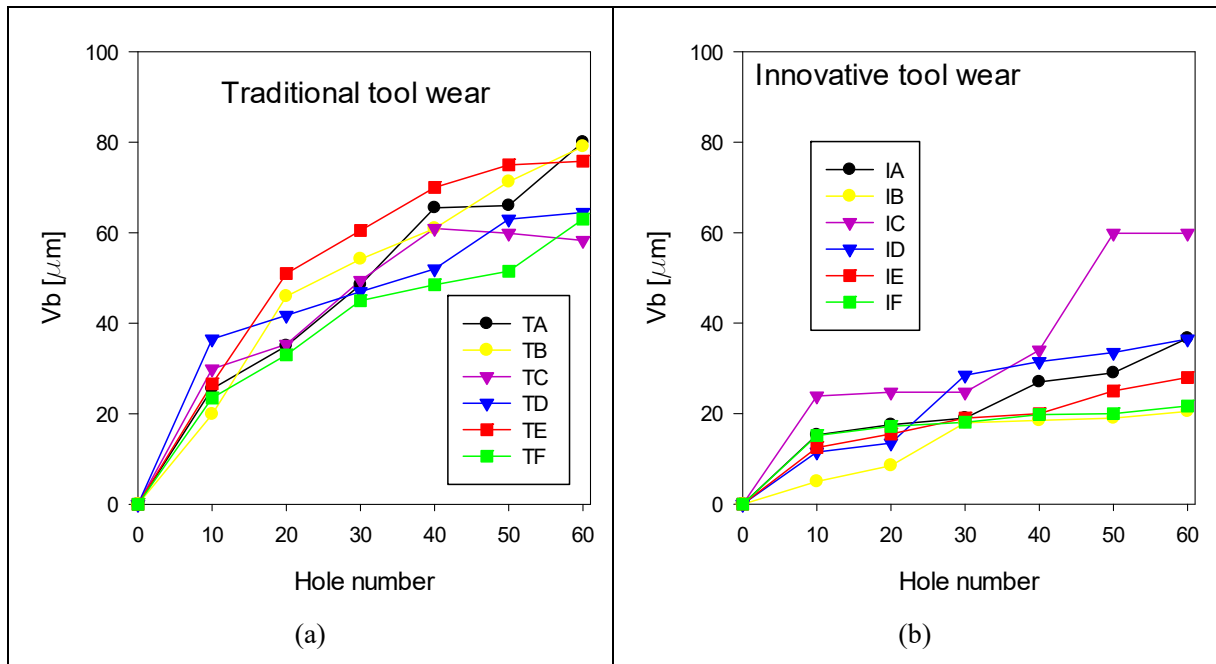 Traditional tool wear
100
80
60
40
20
0
Vb [μm]
TA
TB
TC
TD
TE
TF
0 10 20 30 40 50 60
Hole number
(a)
Innovative tool wear
100
80
60
40
20
0
Vb [μm]
IA
IB
IC
ID
IE
IF
0 10 20 30 40 50 60
Hole number
(b)